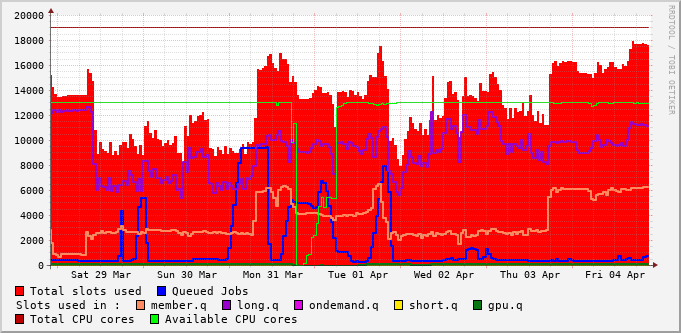 20000
18000
16000
14000
12000
10000
8000
6000
4000
2000
0
Sat 29 Mar Sun 30 Mar Mon 31 Mar Tue 01 Apr Wed 02 Apr Thu 03 Apr Fri 04 Apr
RRDTOOL / TOBI OETIKER
Total slots used Queued Jobs
Slots used in : member.q long.q ondemand.q short.q gpu.q
Total CPU cores Available CPU cores